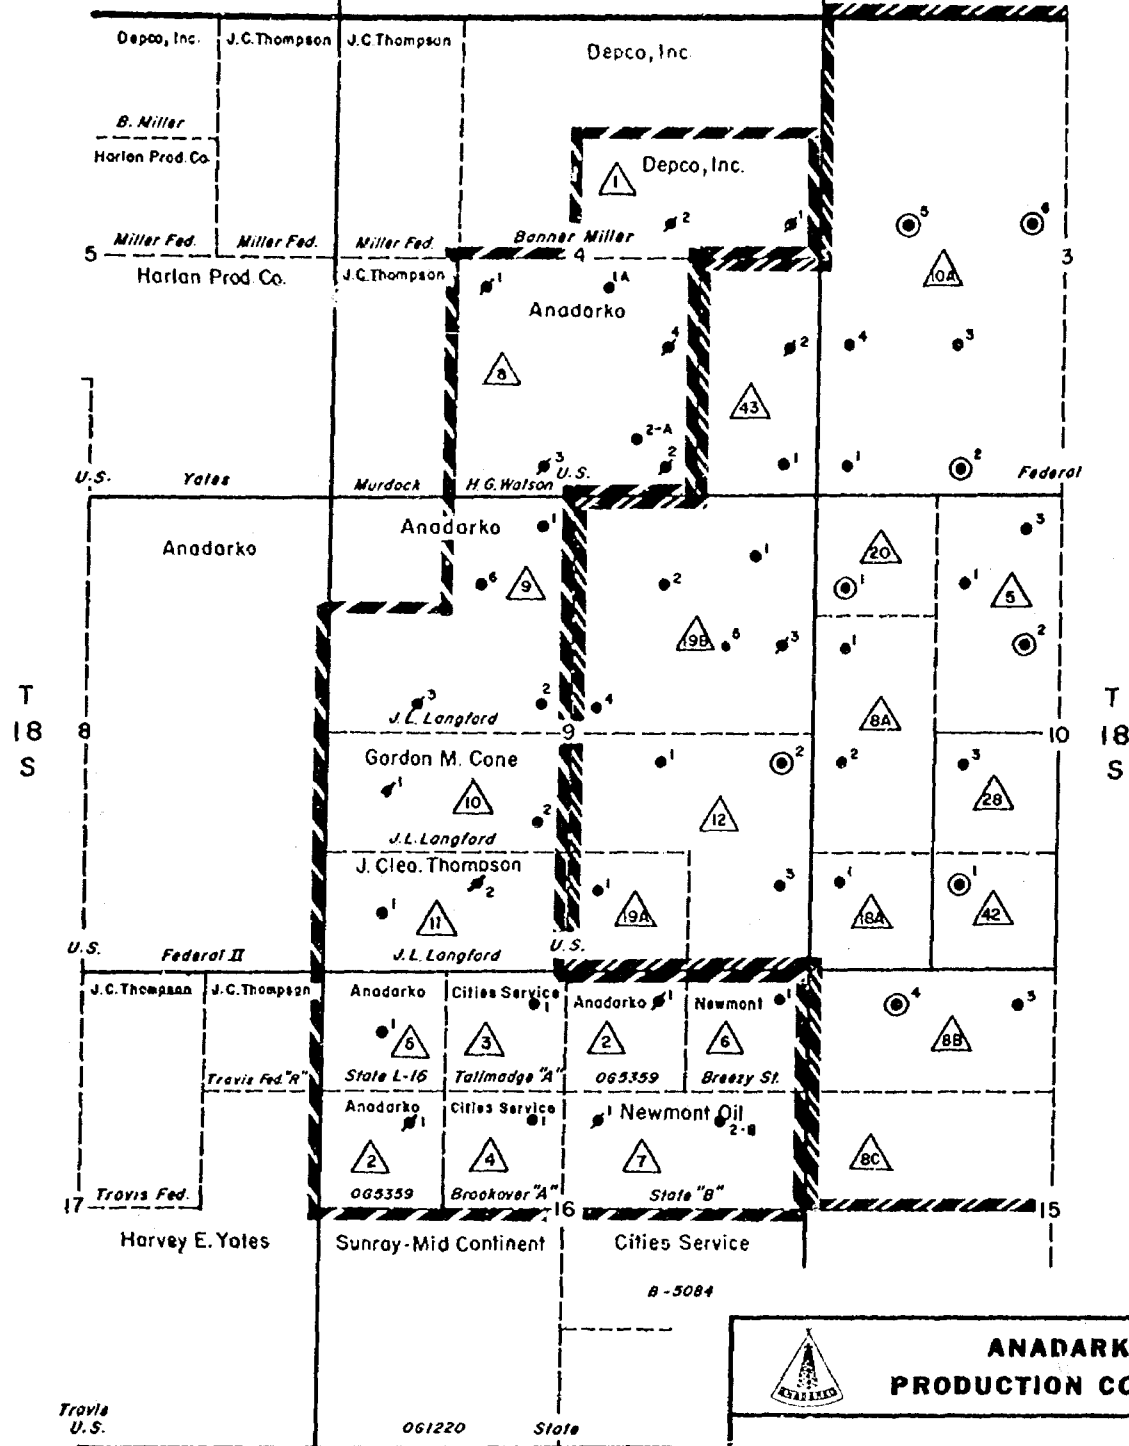 Depco, Inc. J.C.Thompson J.C.Thompson
Depco, Inc.
B. Miller
Harlan Prod. Co.
1 Depco, Inc.
2 1
5 6
Miller Fed. Miller Fed. Miller Fed. Banner Miller
5 4 3
Harlan Prod. Co. J.C.Thompson
10A
1 1A
Anadarko
4 2 4 3
8
43
2-A
3 2 1 1 2
U.S. Yates Murdock H.G. Watson U.S. Federal
Anadarko Anadarko 1
3
1 20
6 9 2 1 1 5
19B 5 3 1 2
8A
3 2 4
J.L. Langford
T
18
S
8 9 10
T
18
S
Gordon M. Cone
1 2 2 3
1 10 12 28
2
J.L. Langford
J. Cleo. Thompson
2 1 3 1 1
1 11 19A 18A 42
U.S. Federal II J.L. Langford U.S.
J.C.Thompson J.C.Thompson Anadarko Cities Service Anadarko Newmont
1 1 1 4 3
1 6 3 2 6 8B
Travis Fed. "R" State L-16 Tallmadge "A" OG5359 Breezy St.
Anadarko Cities Service Newmont Oil
1 1 1 2-B
2 4 7 8C
Travis Fed. OG5359 Brookover "A" State "B"
17 16 15
Harvey E. Yates Sunray-Mid Continent Cities Service
B-5084
ANADARK
PRODUCTION CO
ANADARKO
Travis
U.S. OG1220 State